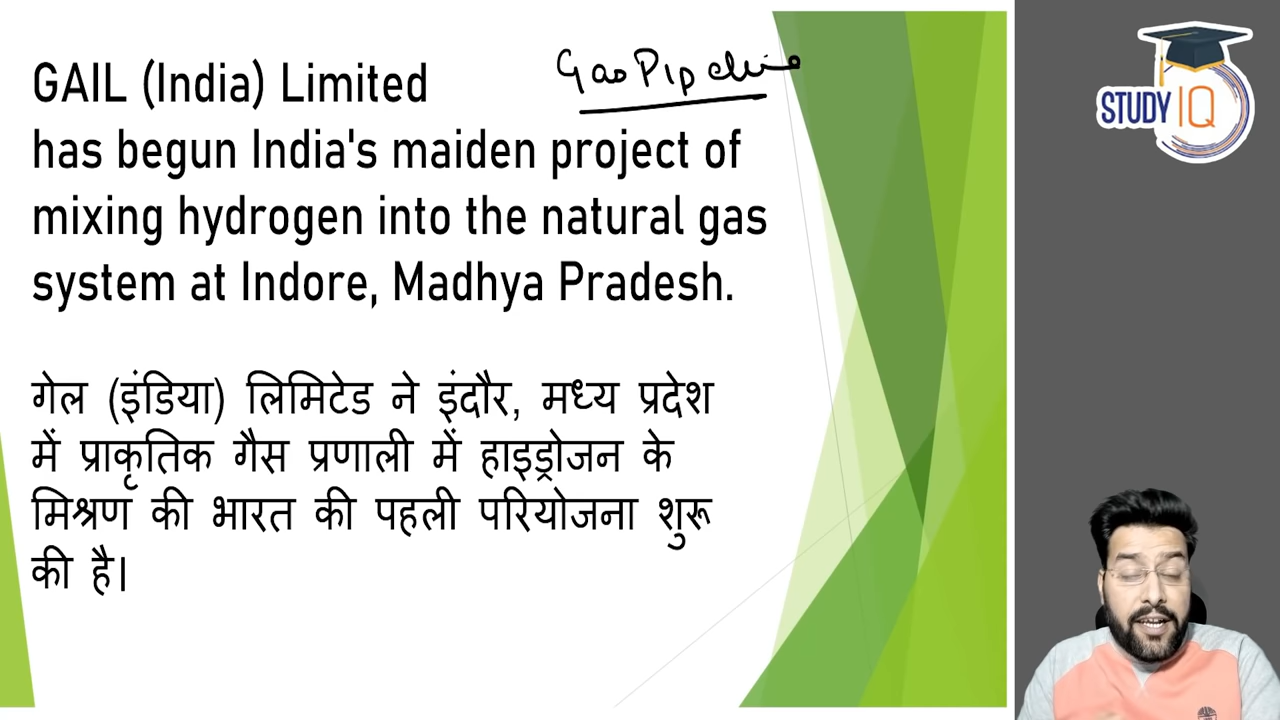 GAIL (India) Limited
Gas Pipeline
has begun India's maiden project of
mixing hydrogen into the natural gas
system at Indore, Madhya Pradesh.
गेल (इंडिया) लिमिटेड ने इंदौर, मध्य प्रदेश
में प्राकृतिक गैस प्रणाली में हाइड्रोजन के
मिश्रण की भारत की पहली परियोजना शुरू
की है।
STUDY IQ